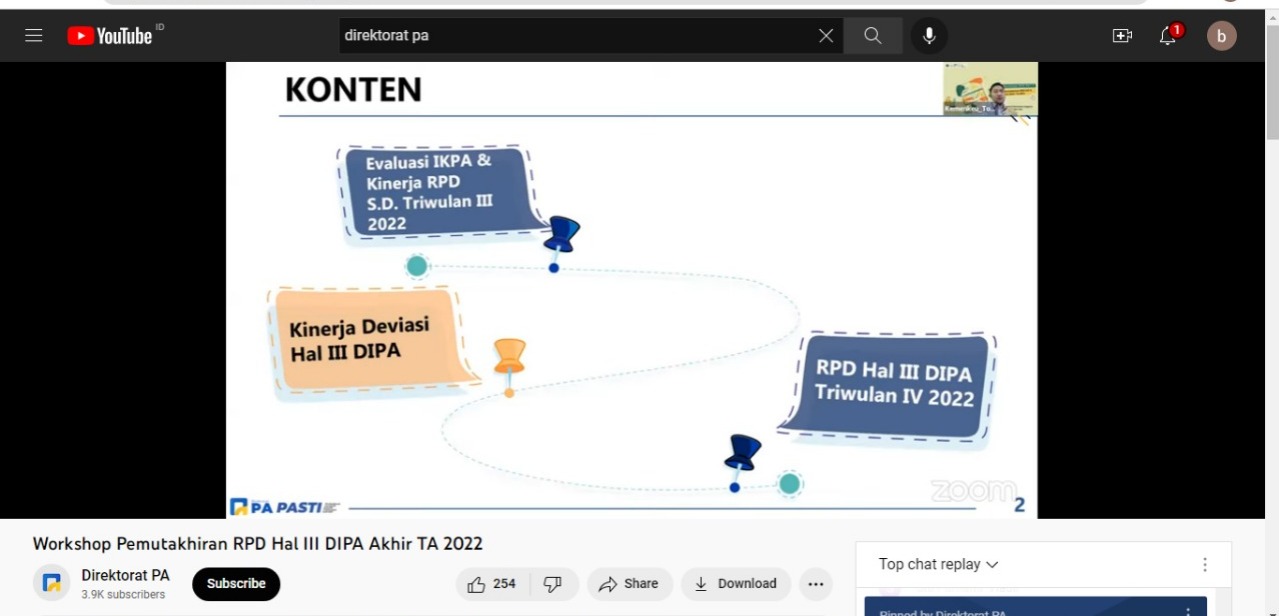 YouTube ID
direktorat pa
1
b
KONTEN
Evaluasi IKPA &
Kinerja RPD
S.D. Triwulan III
2022
Kinerja Deviasi
Hal III DIPA
RPD Hal III DIPA
Triwulan IV 2022
PA PASTI
zoom
2
Workshop Pemutakhiran RPD Hal III DIPA Akhir TA 2022
Direktorat PA
3.9K subscribers
Subscribe
254
Share
Download
Top chat replay
Pinned by Direktorat PA